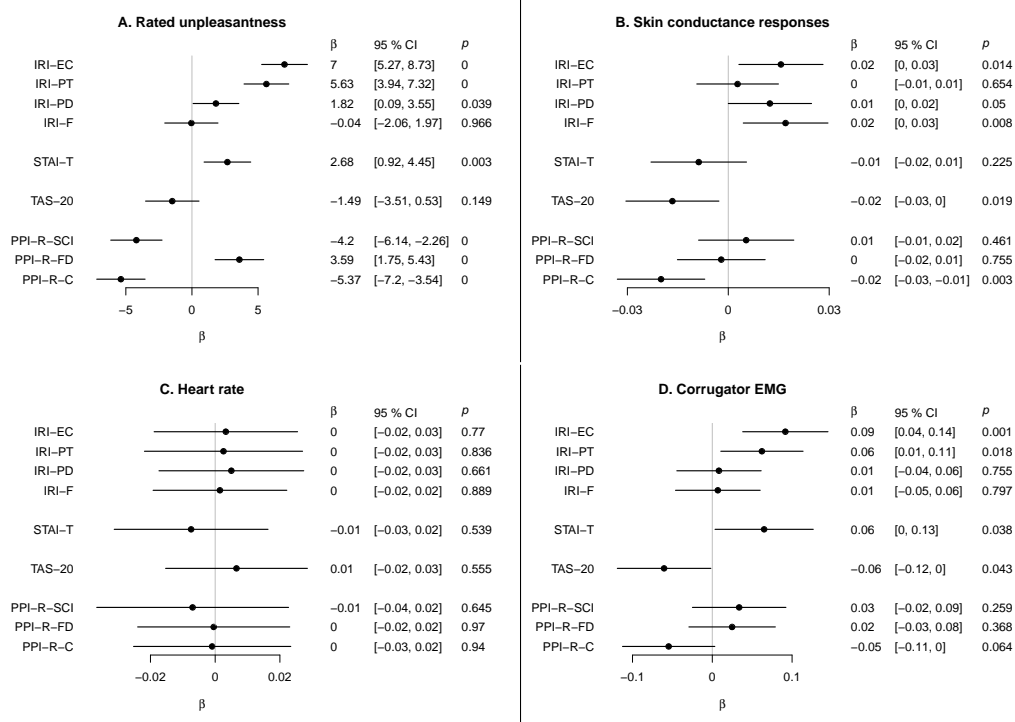 A. Rated unpleasantness
β 95 % CI p
IRI−EC 7 [5.27, 8.73] 0
IRI−PT 5.63 [3.94, 7.32] 0
IRI−PD 1.82 [0.09, 3.55] 0.039
IRI−F −0.04 [−2.06, 1.97] 0.966
STAI−T 2.68 [0.92, 4.45] 0.003
TAS−20 −1.49 [−3.51, 0.53] 0.149
PPI−R−SCI −4.2 [−6.14, −2.26] 0
PPI−R−FD 3.59 [1.75, 5.43] 0
PPI−R−C −5.37 [−7.2, −3.54] 0
−5 0 5
β
B. Skin conductance responses
β 95 % CI p
IRI−EC 0.02 [0, 0.03] 0.014
IRI−PT 0 [−0.01, 0.01] 0.654
IRI−PD 0.01 [0, 0.02] 0.05
IRI−F 0.02 [0, 0.03] 0.008
STAI−T −0.01 [−0.02, 0.01] 0.225
TAS−20 −0.02 [−0.03, 0] 0.019
PPI−R−SCI 0.01 [−0.01, 0.02] 0.461
PPI−R−FD 0 [−0.02, 0.01] 0.755
PPI−R−C −0.02 [−0.03, −0.01] 0.003
−0.03 0 0.03
β
C. Heart rate
β 95 % CI p
IRI−EC 0 [−0.02, 0.03] 0.77
IRI−PT 0 [−0.02, 0.03] 0.836
IRI−PD 0 [−0.02, 0.03] 0.661
IRI−F 0 [−0.02, 0.02] 0.889
STAI−T −0.01 [−0.03, 0.02] 0.539
TAS−20 0.01 [−0.02, 0.03] 0.555
PPI−R−SCI −0.01 [−0.04, 0.02] 0.645
PPI−R−FD 0 [−0.02, 0.02] 0.97
PPI−R−C 0 [−0.03, 0.02] 0.94
−0.02 0 0.02
β
D. Corrugator EMG
β 95 % CI p
IRI−EC 0.09 [0.04, 0.14] 0.001
IRI−PT 0.06 [0.01, 0.11] 0.018
IRI−PD 0.01 [−0.04, 0.06] 0.755
IRI−F 0.01 [−0.05, 0.06] 0.797
STAI−T 0.06 [0, 0.13] 0.038
TAS−20 −0.06 [−0.12, 0] 0.043
PPI−R−SCI 0.03 [−0.02, 0.09] 0.259
PPI−R−FD 0.02 [−0.03, 0.08] 0.368
PPI−R−C −0.05 [−0.11, 0] 0.064
−0.1 0 0.1
β